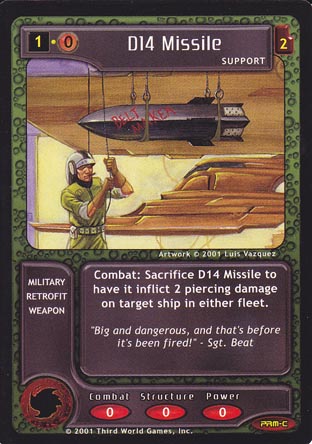 1 • 0
D14 Missile
2
SUPPORT
BELT MAKER
Artwork © 2001 Luis Vazquez
MILITARY
RETROFIT
WEAPON
Combat: Sacrifice D14 Missile to
have it inflict 2 piercing damage
on target ship in either fleet.
"Big and dangerous, and that's before
it's been fired!" - Sgt. Beat
Combat Structure Power
0 0 0
© 2001 Third World Games, Inc.
PRM-C